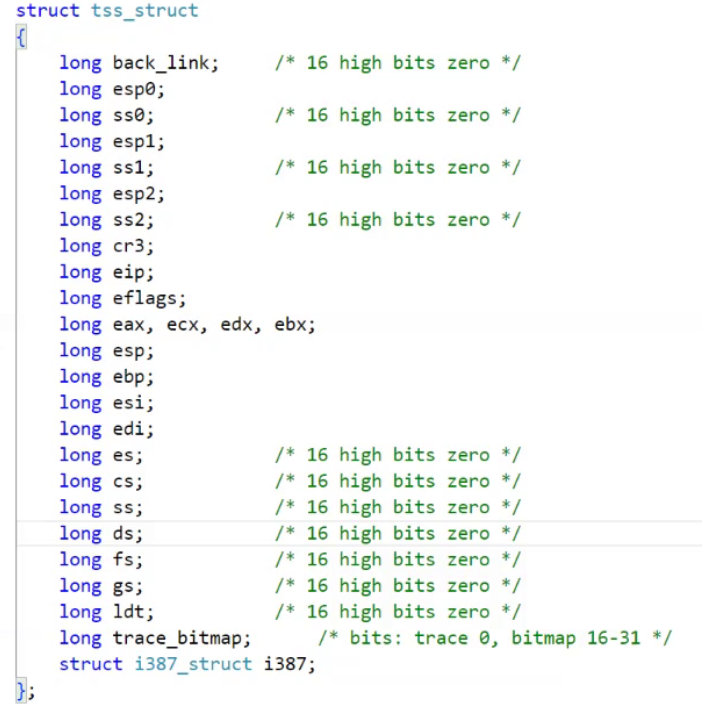 struct tss_struct
{
    long back_link;     /* 16 high bits zero */
    long esp0;
    long ss0;           /* 16 high bits zero */
    long esp1;
    long ss1;           /* 16 high bits zero */
    long esp2;
    long ss2;           /* 16 high bits zero */
    long cr3;
    long eip;
    long eflags;
    long eax, ecx, edx, ebx;
    long esp;
    long ebp;
    long esi;
    long edi;
    long es;            /* 16 high bits zero */
    long cs;            /* 16 high bits zero */
    long ss;            /* 16 high bits zero */
    long ds;            /* 16 high bits zero */
    long fs;            /* 16 high bits zero */
    long gs;            /* 16 high bits zero */
    long ldt;           /* 16 high bits zero */
    long trace_bitmap;      /* bits: trace 0, bitmap 16-31 */
    struct i387_struct i387;
};